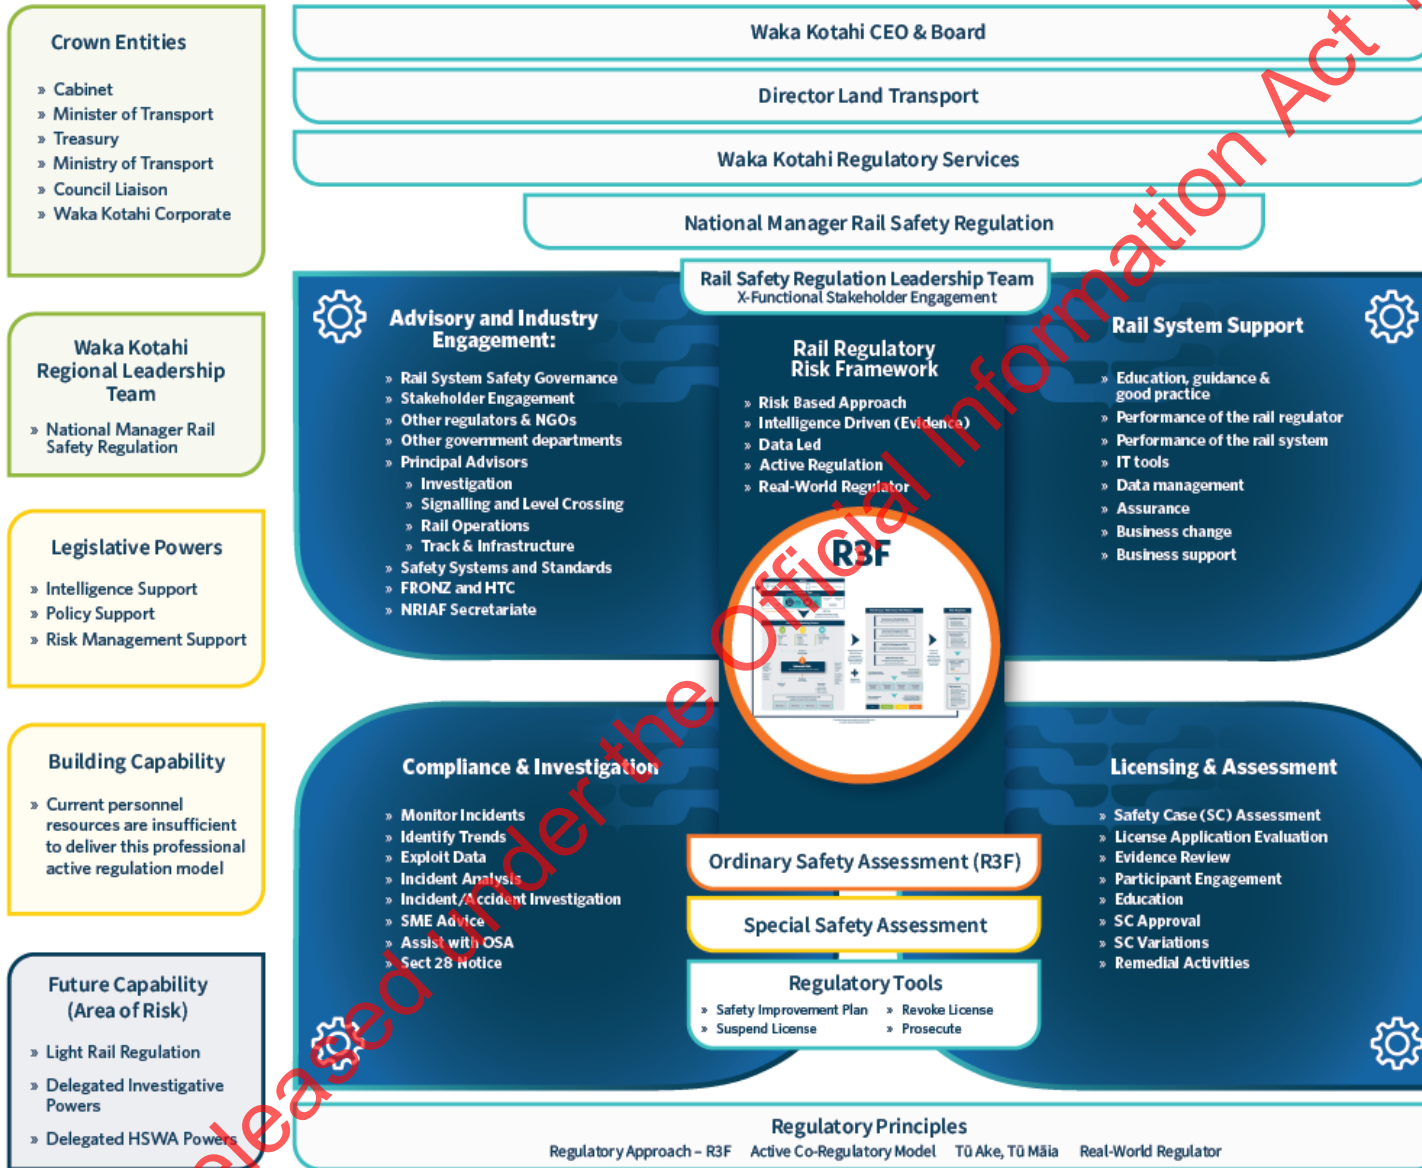 Crown Entities
» Cabinet
» Minister of Transport
» Treasury
» Ministry of Transport
» Council Liaison
» Waka Kotahi Corporate
Waka Kotahi
Regional Leadership
Team
» National Manager Rail
Safety Regulation
Legislative Powers
» Intelligence Support
» Policy Support
» Risk Management Support
Building Capability
» Current personnel
resources are insufficient
to deliver this professional
active regulation model
Future Capability
(Area of Risk)
» Light Rail Regulation
» Delegated Investigative
Powers
» Delegated HSWA Powers
Waka Kotahi CEO & Board
Director Land Transport
Waka Kotahi Regulatory Services
National Manager Rail Safety Regulation
Rail Safety Regulation Leadership Team
X-Functional Stakeholder Engagement
Advisory and Industry
Engagement:
» Rail System Safety Governance
» Stakeholder Engagement
» Other regulators & NGOs
» Other government departments
» Principal Advisors
» Investigation
» Signalling and Level Crossing
» Rail Operations
» Track & Infrastructure
» Safety Systems and Standards
» FRONZ and HTC
» NRIAF Secretariate
Rail Regulatory
Risk Framework
» Risk Based Approach
» Intelligence Driven (Evidence)
» Data Led
» Active Regulation
» Real-World Regulator
R3F
Rail System Support
» Education, guidance &
good practice
» Performance of the rail regulator
» Performance of the rail system
» IT tools
» Data management
» Assurance
» Business change
» Business support
Compliance & Investigation
» Monitor Incidents
» Identify Trends
» Exploit Data
» Incident Analysis
» Incident/Accident Investigation
» SME Advice
» Assist with OSA
» Sect 28 Notice
Ordinary Safety Assessment (R3F)
Special Safety Assessment
Regulatory Tools
» Safety Improvement Plan » Revoke License
» Suspend License » Prosecute
Licensing & Assessment
» Safety Case (SC) Assessment
» License Application Evaluation
» Evidence Review
» Participant Engagement
» Education
» SC Approval
» SC Variations
» Remedial Activities
Regulatory Principles
Regulatory Approach – R3F Active Co-Regulatory Model Tū Ake, Tū Māia Real-World Regulator
Released under the Official Information Act